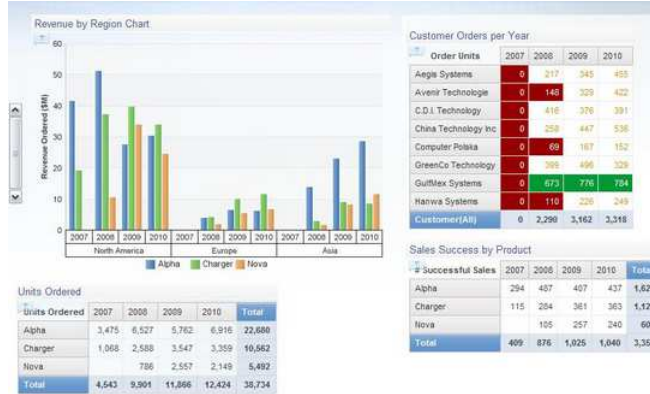 Revenue by Region Chart
Revenue Ordered ($M)
60
50
40
30
20
10
0
2007 2008 2009 2010 2007 2008 2009 2010 2007 2008 2009 2010
North America Europe Asia
Alpha Charger Nova
Customer Orders per Year
Order Units 2007 2008 2009 2010
Aegis Systems 0 217 345 455
Avenir Technologie 0 148 329 422
C.D.I. Technology 0 416 376 391
China Technology Inc 0 258 447 536
Computer Polska 0 69 167 152
GreenCo Technology 0 399 496 329
GulfMex Systems 0 673 776 784
Hanwa Systems 0 110 226 249
Customer(All) 0 2,290 3,162 3,318
Sales Success by Product
# Successful Sales 2007 2008 2009 2010 Total
Alpha 294 487 407 437 1,62
Charger 115 284 361 363 1,12
Nova 105 257 240 60
Total 409 876 1,025 1,040 3,35
Units Ordered
Units Ordered 2007 2008 2009 2010 Total
Alpha 3,475 6,527 5,762 6,916 22,680
Charger 1,068 2,588 3,547 3,359 10,562
Nova 786 2,557 2,149 5,492
Total 4,543 9,901 11,866 12,424 38,734